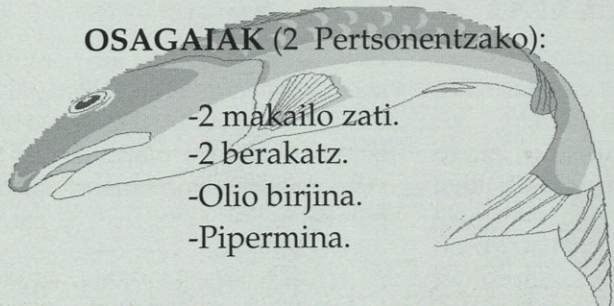 OSAGAIAK (2 Pertsonentzako):
-2 makailo zati.
-2 berakatz.
-Olio birjina.
-Pipermina.